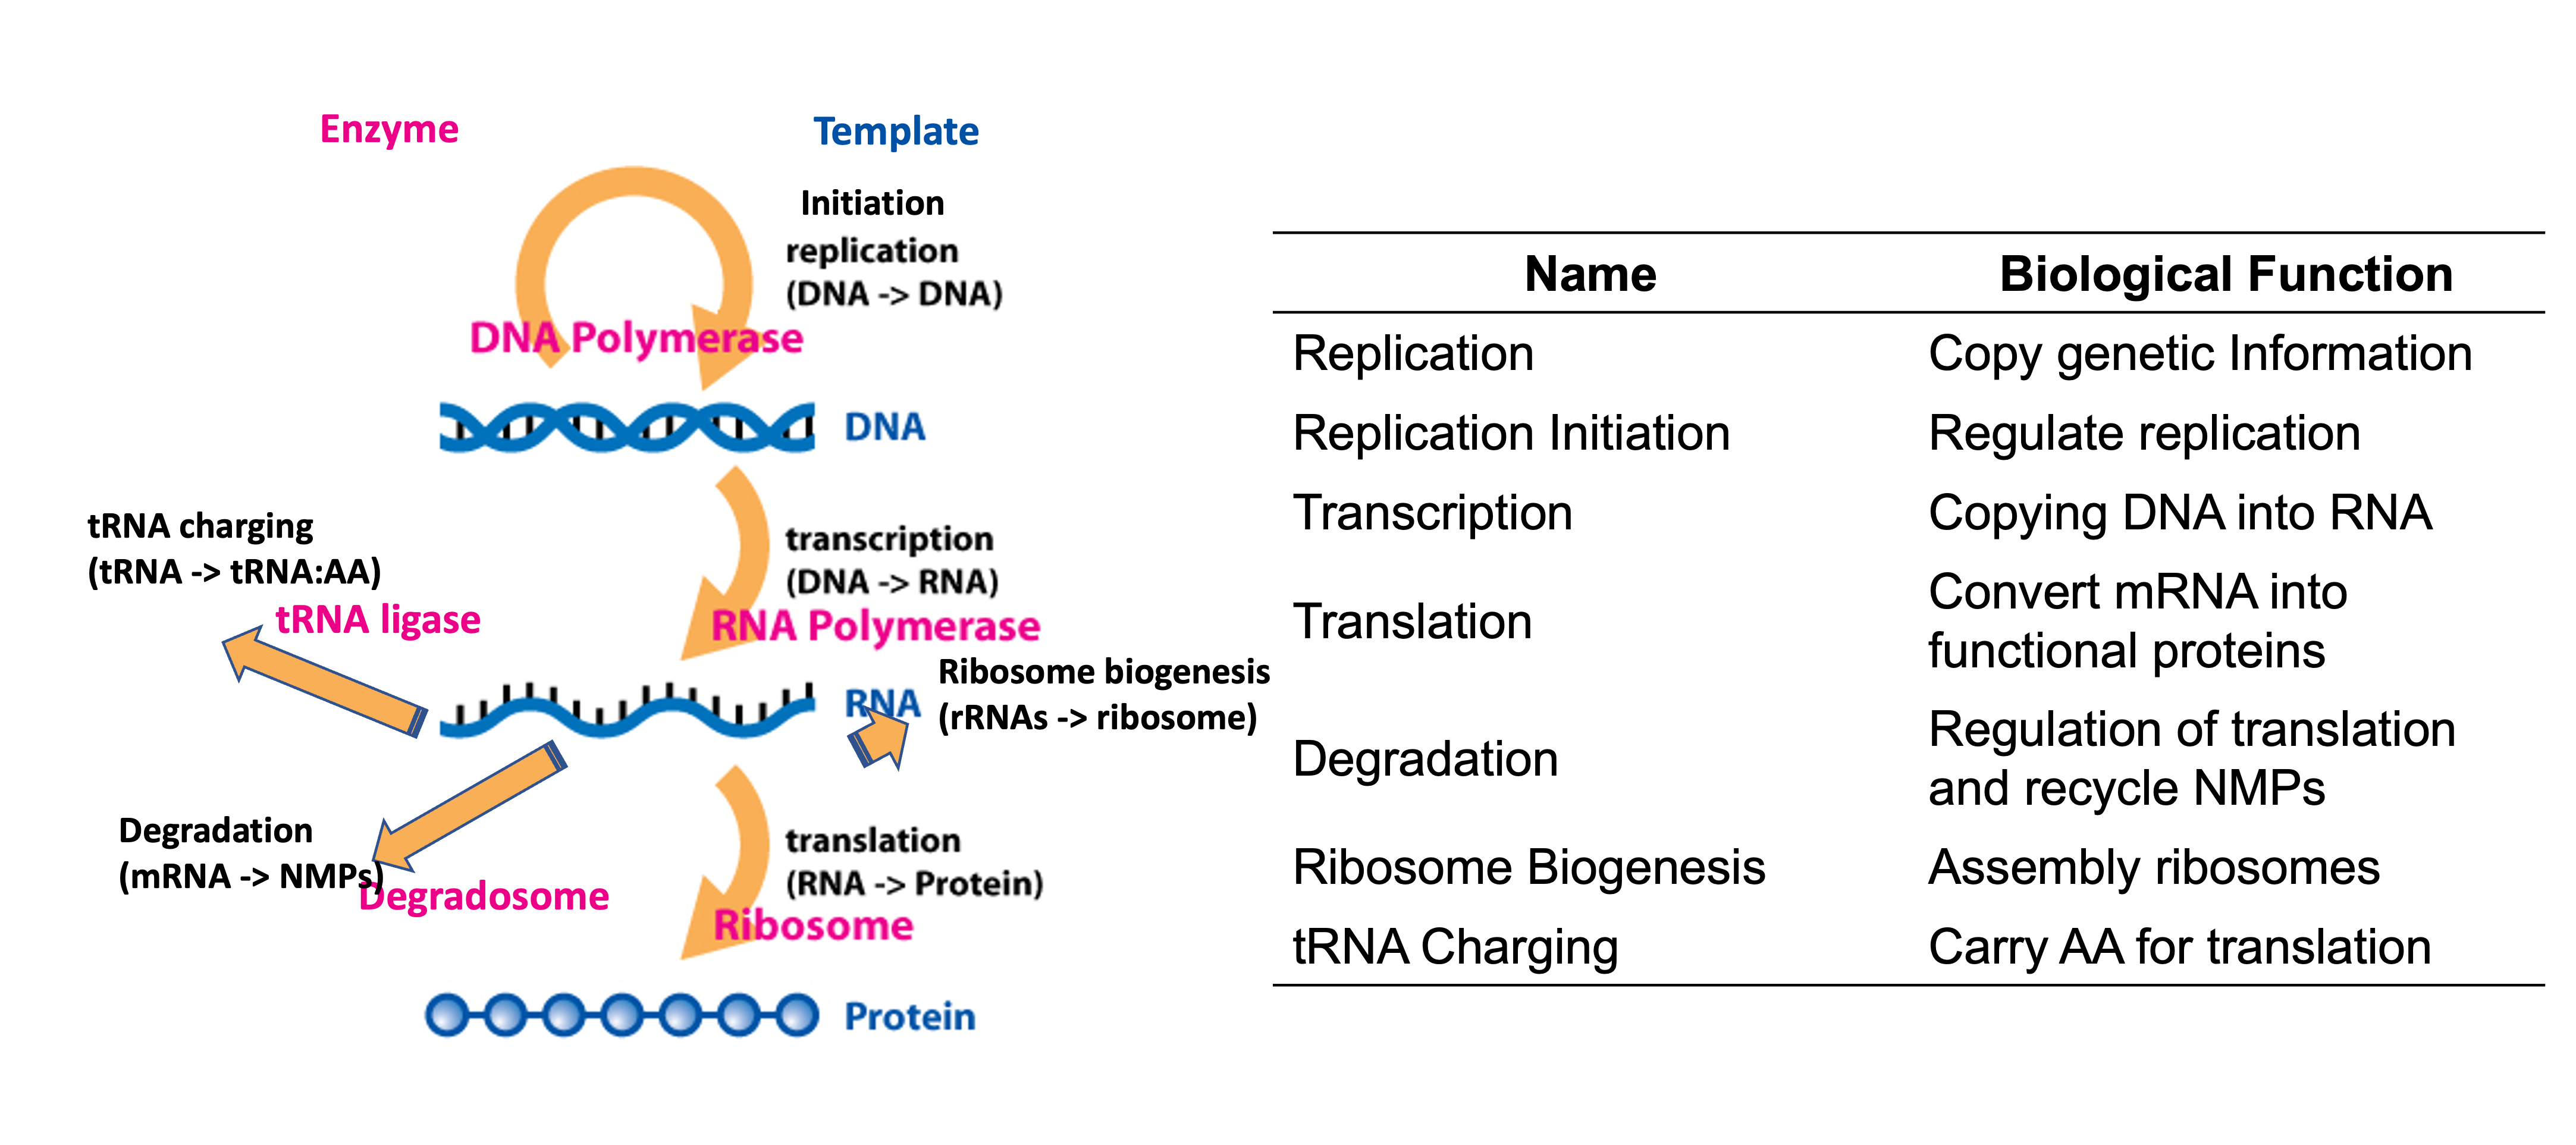 Enzyme
Template
Initiation
replication
(DNA -> DNA)
DNA Polymerase
DNA
tRNA charging
(tRNA -> tRNA:AA)
tRNA ligase
transcription
(DNA -> RNA)
RNA Polymerase
RNA
Ribosome biogenesis
(rRNAs -> ribosome)
Degradation
(mRNA -> NMPs)
Degradosome
translation
(RNA -> Protein)
Ribosome
Protein
Name Biological Function
Replication Copy genetic Information
Replication Initiation Regulate replication
Transcription Copying DNA into RNA
Translation Convert mRNA into
functional proteins
Degradation Regulation of translation
and recycle NMPs
Ribosome Biogenesis Assembly ribosomes
tRNA Charging Carry AA for translation